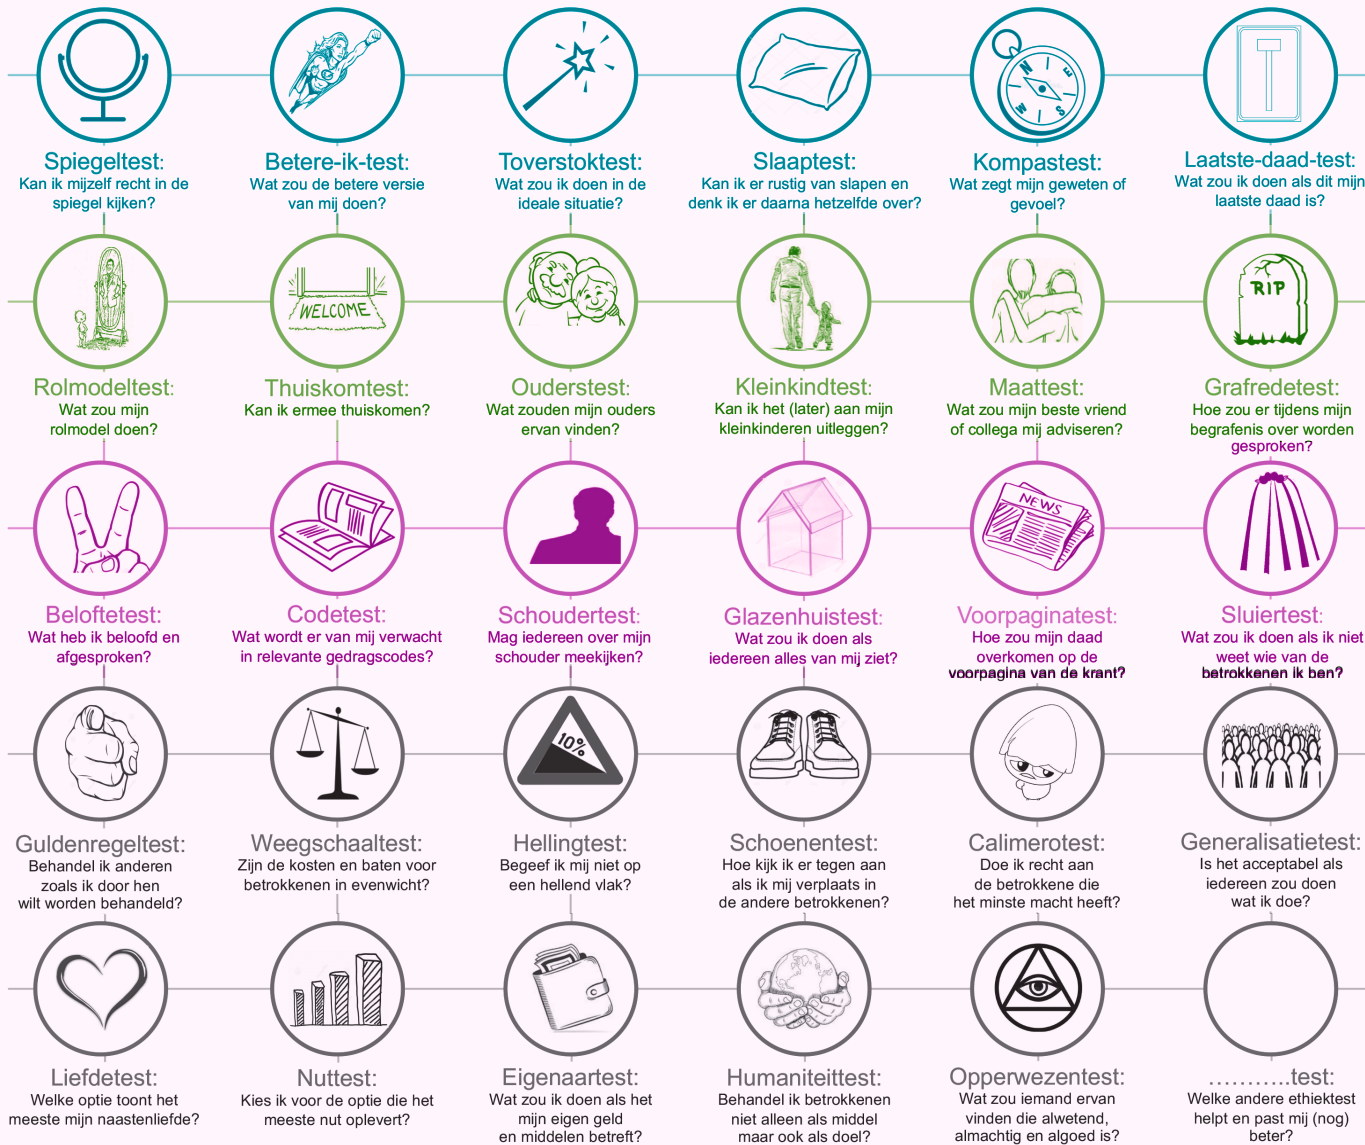 N
E
S
W
Spiegeltest:
Kan ik mijzelf recht in de
spiegel kijken?
Betere-ik-test:
Wat zou de betere versie
van mij doen?
Toverstoktest:
Wat zou ik doen in de
ideale situatie?
Slaaptest:
Kan ik er rustig van slapen en
denk ik er daarna hetzelfde over?
Kompastest:
Wat zegt mijn geweten of
gevoel?
Laatste-daad-test:
Wat zou ik doen als dit mijn
laatste daad is?
WELCOME
RIP
Rolmodeltest:
Wat zou mijn
rolmodel doen?
Thuiskomtest:
Kan ik ermee thuiskomen?
Ouderstest:
Wat zouden mijn ouders
ervan vinden?
Kleinkindtest:
Kan ik het (later) aan mijn
kleinkinderen uitleggen?
Maattest:
Wat zou mijn beste vriend
of collega mij adviseren?
Grafredetest:
Hoe zou er tijdens mijn
begrafenis over worden
gesproken?
NEWS
Beloftetest:
Wat heb ik beloofd en
afgesproken?
Codetest:
Wat wordt er van mij verwacht
in relevante gedragscodes?
Schoudertest:
Mag iedereen over mijn
schouder meekijken?
Glazenhuistest:
Wat zou ik doen als
iedereen alles van mij ziet?
Voorpaginatest:
Hoe zou mijn daad
overkomen op de
voorpagina van de krant?
Sluiertest:
Wat zou ik doen als ik niet
weet wie van de
betrokkenen ik ben?
10%
Guldenregeltest:
Behandel ik anderen
zoals ik door hen
wilt worden behandeld?
Weegschaaltest:
Zijn de kosten en baten voor
betrokkenen in evenwicht?
Hellingtest:
Begeef ik mij niet op
een hellend vlak?
Schoenentest:
Hoe kijk ik er tegen aan
als ik mij verplaats in
de andere betrokkenen?
Calimerotest:
Doe ik recht aan
de betrokkene die
het minste macht heeft?
Generalisatietest:
Is het acceptabel als
iedereen zou doen
wat ik doe?
Liefdetest:
Welke optie toont het
meeste mijn naastenliefde?
Nuttest:
Kies ik voor de optie die het
meeste nut oplevert?
Eigenaartest:
Wat zou ik doen als het
mijn eigen geld
en middelen betreft?
Humaniteittest:
Behandel ik betrokkenen
niet alleen als middel
maar ook als doel?
Opperwezentest:
Wat zou iemand ervan
vinden die alwetend,
almachtig en algoed is?
………..test:
Welke andere ethiektest
helpt en past mij (nog)
beter?